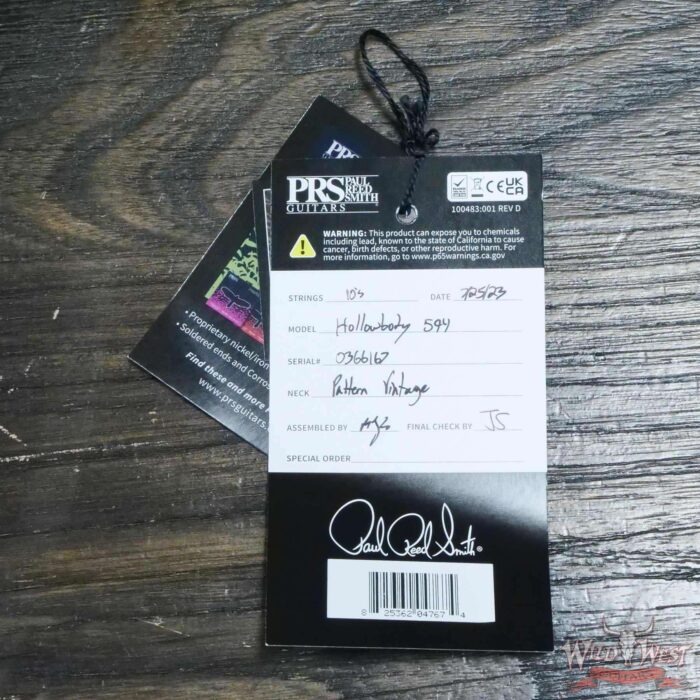 PRS PAUL REED SMITH
GUITARS
UK
CE CA
100483:001 REV D
WARNING: This product can expose you to chemicals
including lead, known to the state of California to cause
cancer, birth defects, or other reproductive harm. For
more information, go to www.p65warnings.ca.gov
STRINGS 10's DATE 7/25/23
MODEL Hollowbody 594
SERIAL# 0366167
NECK Pattern Vintage
ASSEMBLED BY FINAL CHECK BY JS
SPECIAL ORDER
Paul Reed Smith®
8 25362 04767 4
PRS
• Proprietary nickel/iron
• Soldered ends and Corros
Find these and more
www.prsguitars.
WILD WEST